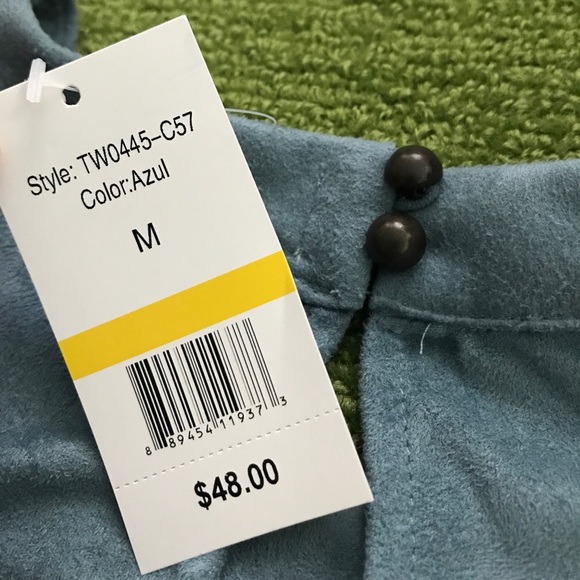 Style: TW0445-C57
Color:Azul
M
8 89454 11937 3
$48.00